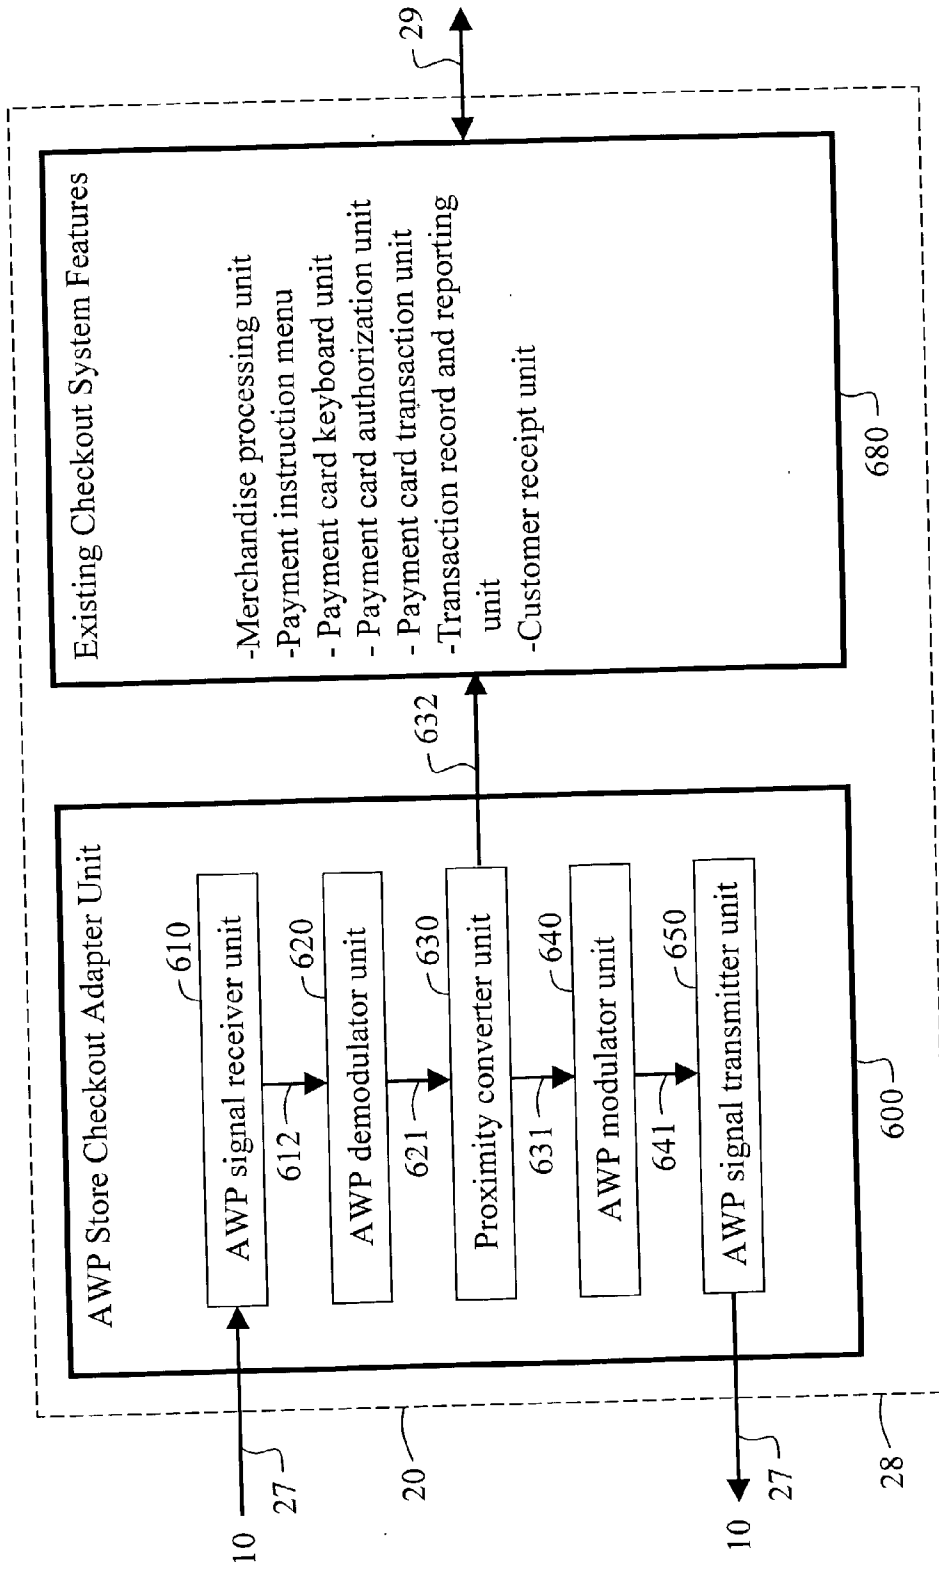 AWP Store Checkout Adapter Unit
610
AWP signal receiver unit
612
620
AWP demodulator unit
621
630
Proximity converter unit
631
640
AWP modulator unit
641
650
AWP signal transmitter unit
600
632
Existing Checkout System Features
-Merchandise processing unit
-Payment instruction menu
- Payment card keyboard unit
- Payment card authorization unit
- Payment card transaction unit
-Transaction record and reporting
unit
-Customer receipt unit
680
29
10
27
20
10
27
28